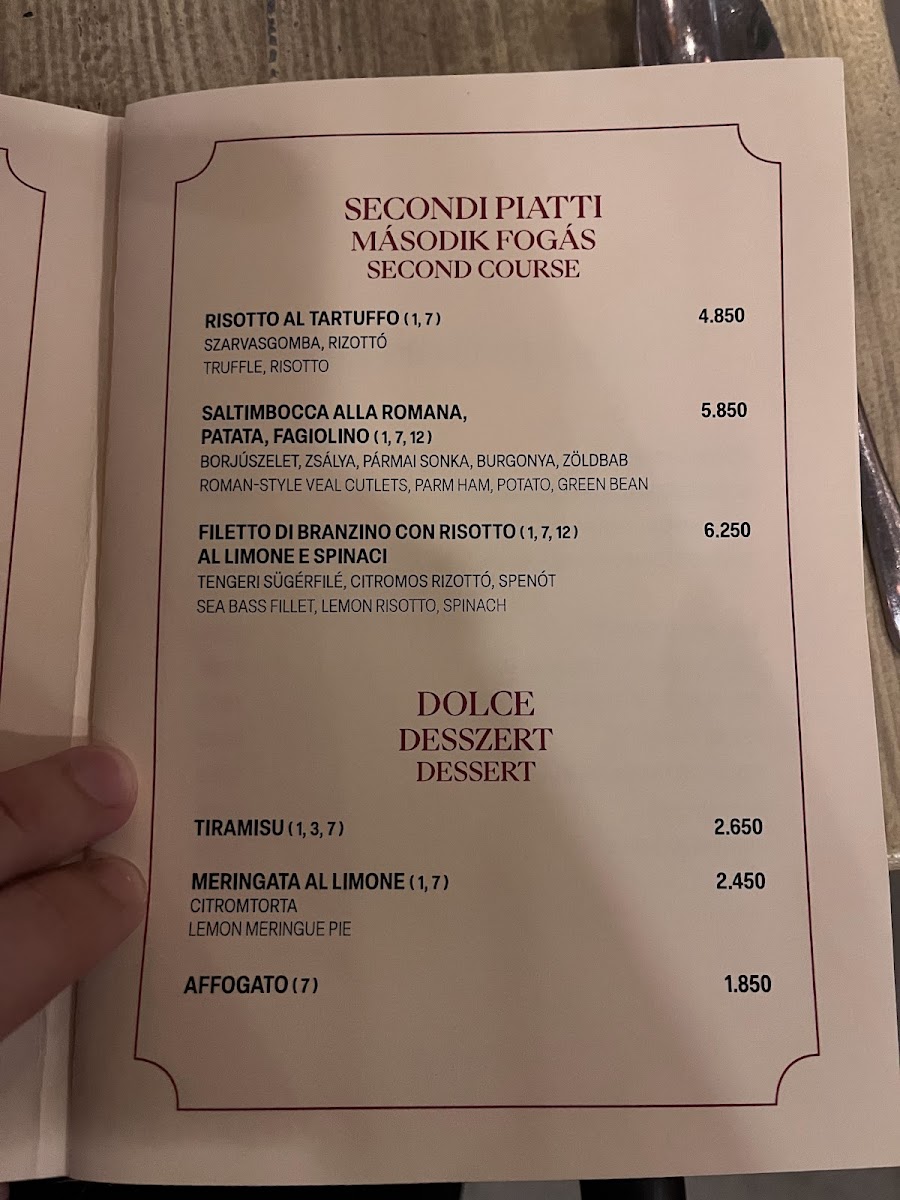 SECONDI PIATTI
MÁSODIK FOGÁS
SECOND COURSE
RISOTTO AL TARTUFFO (1, 7) 4.850
SZARVASGOMBA, RIZOTTÓ
TRUFFLE, RISOTTO
SALTIMBOCCA ALLA ROMANA, 5.850
PATATA, FAGIOLINO (1, 7, 12)
BORJÚSZELET, ZSÁLYA, PÁRMAI SONKA, BURGONYA, ZÖLDBAB
ROMAN-STYLE VEAL CUTLETS, PARM HAM, POTATO, GREEN BEAN
FILETTO DI BRANZINO CON RISOTTO (1, 7, 12) 6.250
AL LIMONE E SPINACI
TENGERI SÜGÉRFILÉ, CITROMOS RIZOTTÓ, SPENÓT
SEA BASS FILLET, LEMON RISOTTO, SPINACH
DOLCE
DESSZERT
DESSERT
TIRAMISU (1, 3, 7) 2.650
MERINGATA AL LIMONE (1, 7) 2.450
CITROMTORTA
LEMON MERINGUE PIE
AFFOGATO (7) 1.850